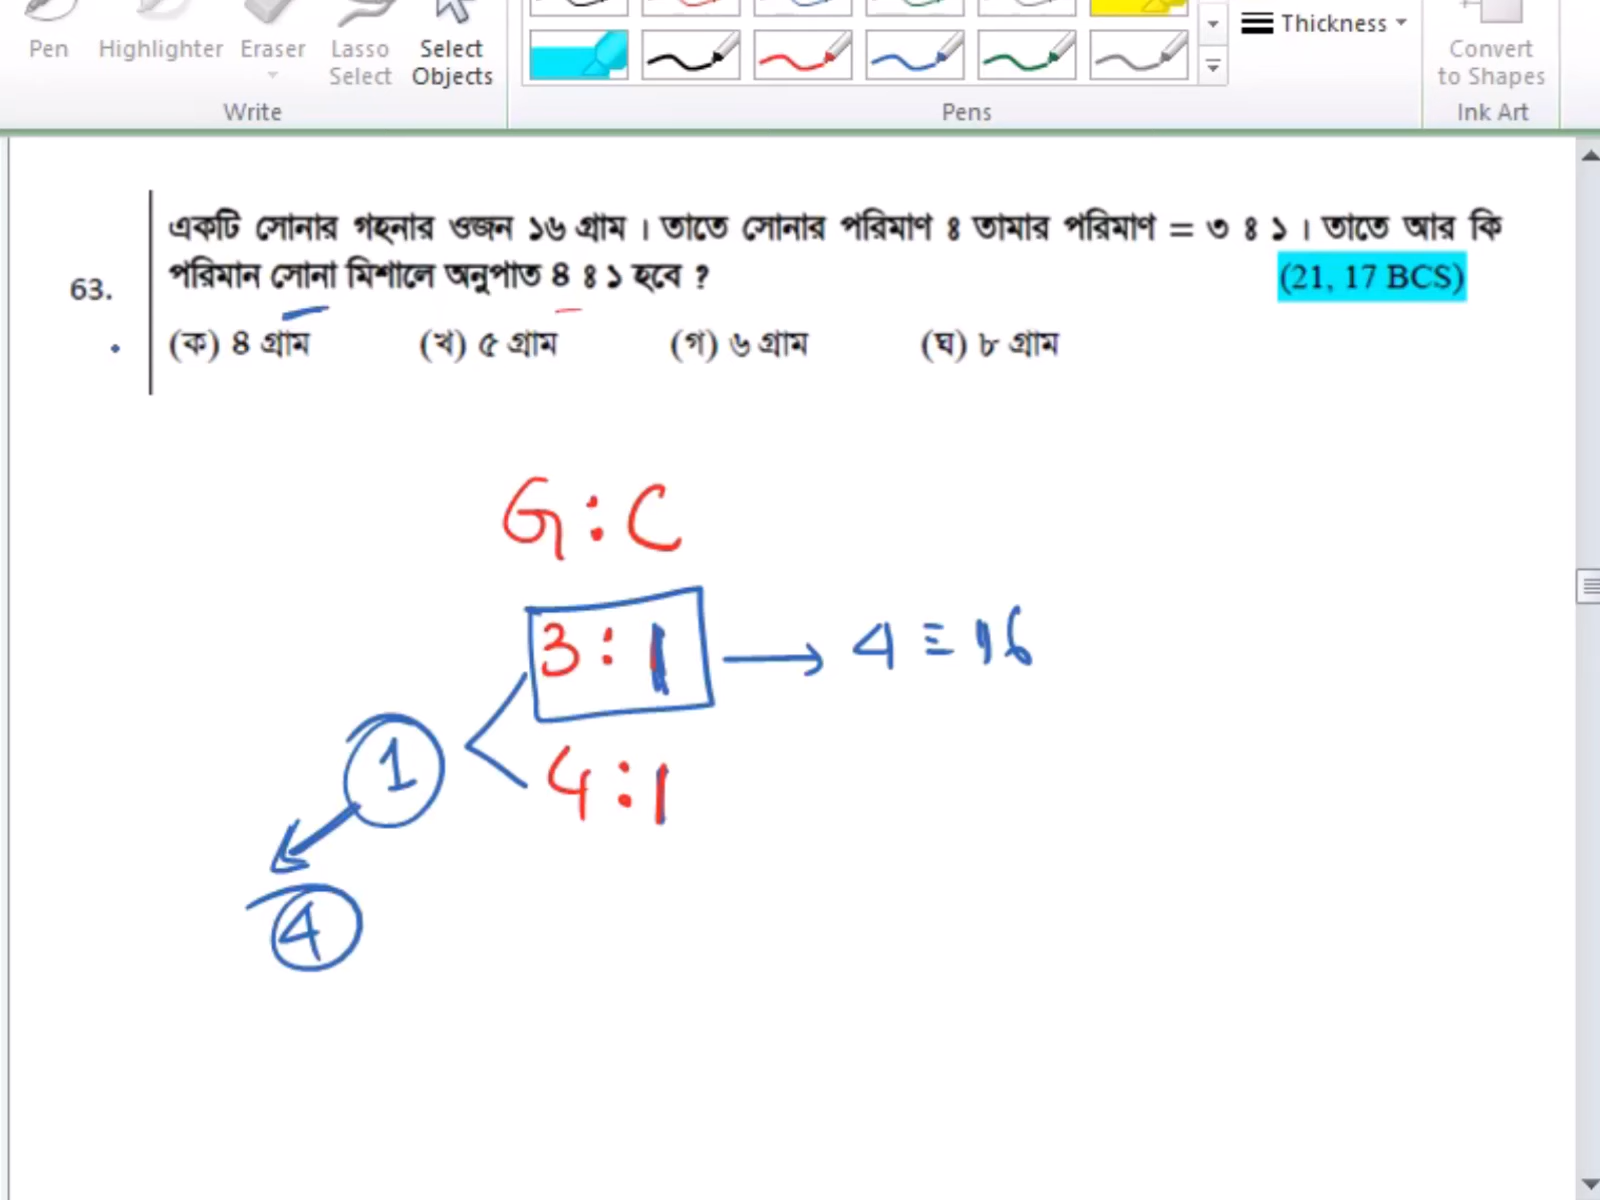 Pen Highlighter Eraser Lasso Select Select Objects Thickness Convert to Shapes
Write Pens Ink Art
63.
একটি সোনার গহনার ওজন ১৬ গ্রাম । তাতে সোনার পরিমাণ ঃ তামার পরিমাণ = ৩ ঃ ১ । তাতে আর কি
পরিমান সোনা মিশালে অনুপাত ৪ ঃ ১ হবে ? (21, 17 BCS)
(ক) ৪ গ্রাম (খ) ৫ গ্রাম (গ) ৬ গ্রাম (ঘ) ৮ গ্রাম
G : C
3 : 1 → 4 ≡ 16
1
4 : 1
4